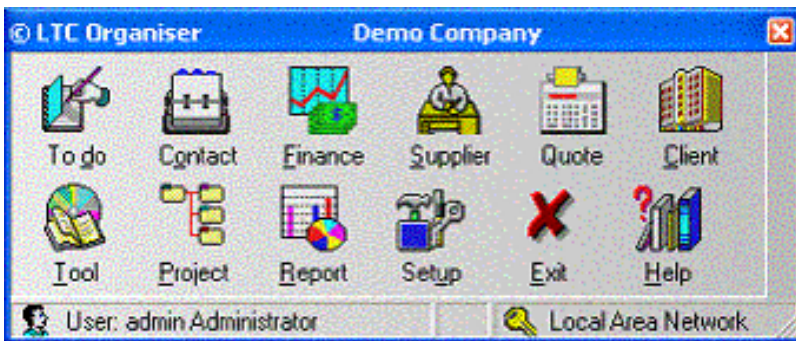 © LTC Organiser Demo Company
To do Contact Finance Supplier Quote Client
Tool Project Report Setup Exit Help
User: admin Administrator Local Area Network